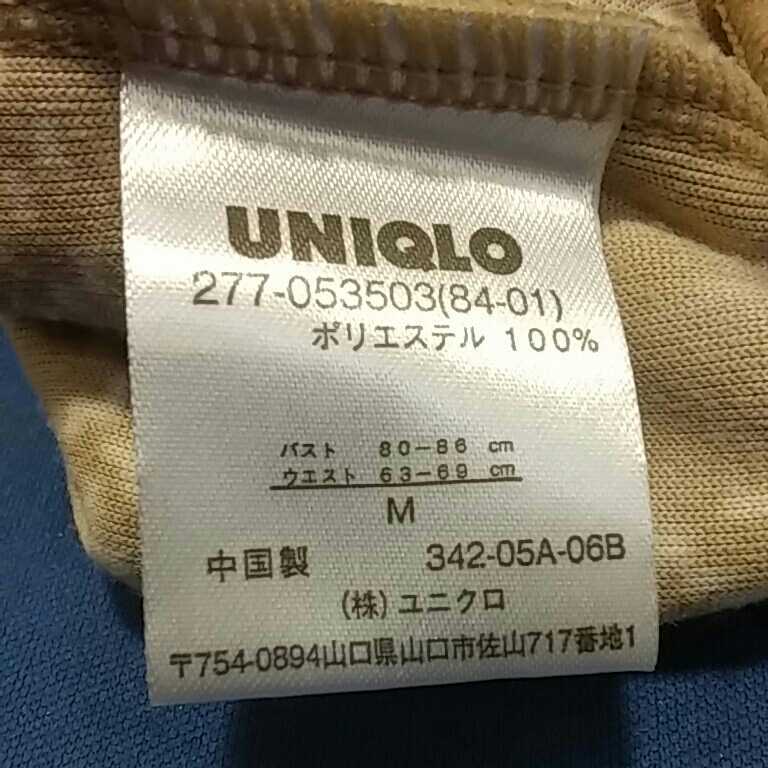 UNIQLO
277-053503(84-01)
ポリエステル 100%
バスト 80-86 cm
ウエスト 63-69 cm
M
中国製 342-05A-06B
(株)ユニクロ
〒754-0894山口県山口市佐山717番地1